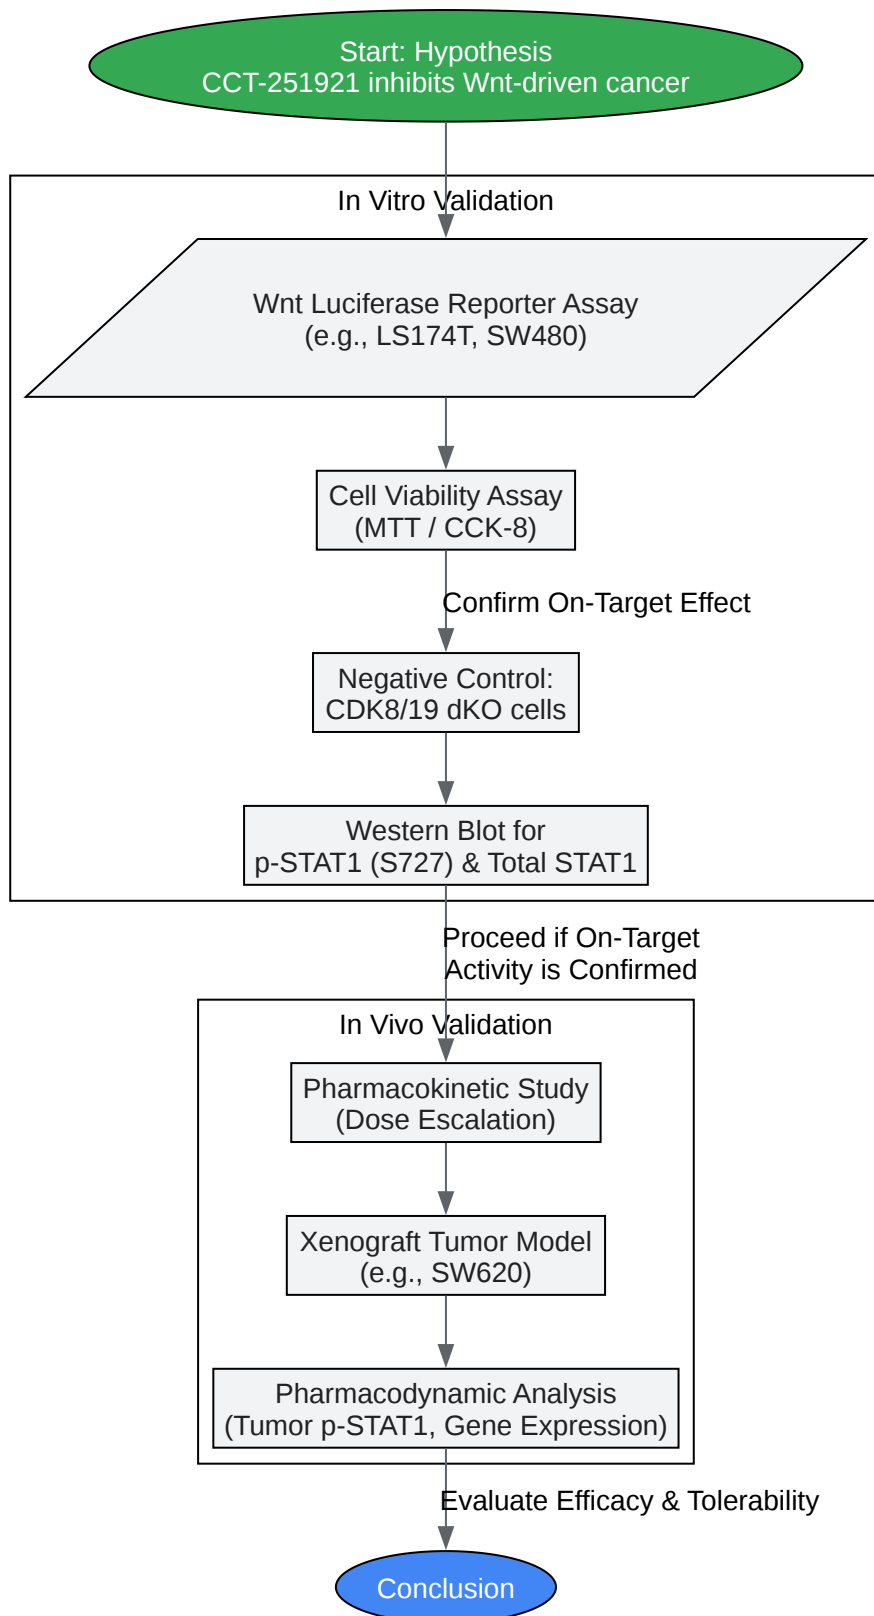 Start: Hypothesis
CCT-251921 inhibits Wnt-driven cancer
In Vitro Validation
Wnt Luciferase Reporter Assay
(e.g., LS174T, SW480)
Cell Viability Assay
(MTT / CCK-8)
Confirm On-Target Effect
Negative Control:
CDK8/19 dKO cells
Western Blot for
p-STAT1 (S727) & Total STAT1
Proceed if On-Target
Activity is Confirmed
In Vivo Validation
Pharmacokinetic Study
(Dose Escalation)
Xenograft Tumor Model
(e.g., SW620)
Pharmacodynamic Analysis
(Tumor p-STAT1, Gene Expression)
Evaluate Efficacy & Tolerability
Conclusion